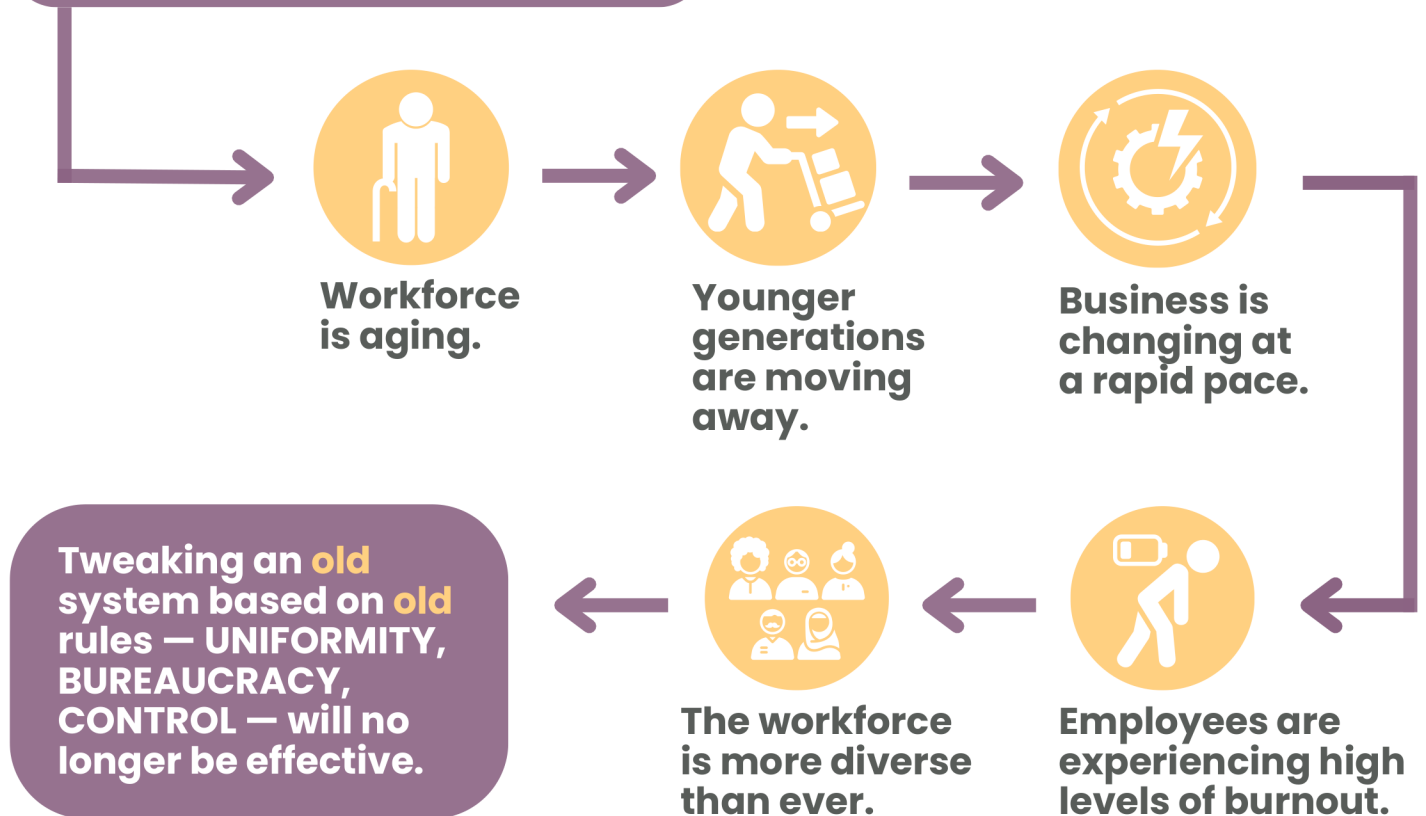 Workforce
is aging.
Younger
generations
are moving
away.
Business is
changing at
a rapid pace.
Employees are
experiencing high
levels of burnout.
The workforce
is more diverse
than ever.
Tweaking an old
system based on old
rules — UNIFORMITY,
BUREAUCRACY,
CONTROL — will no
longer be effective.